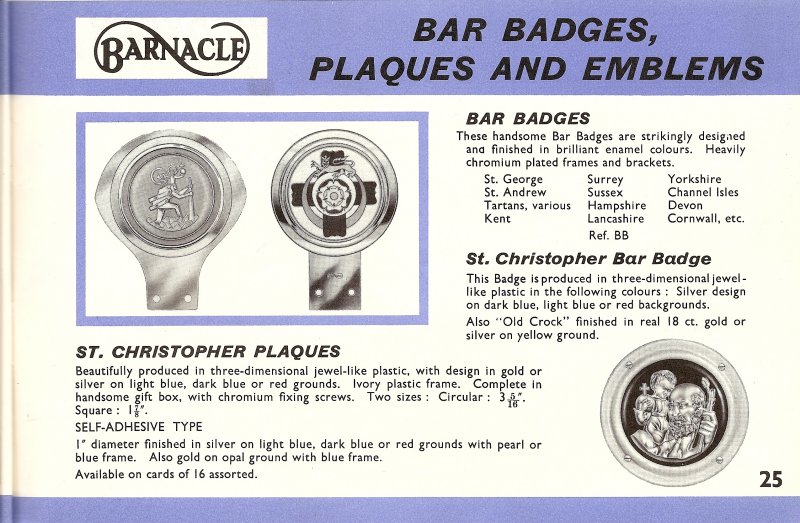 BARNACLE
BAR BADGES,
PLAQUES AND EMBLEMS
BAR BADGES
These handsome Bar Badges are strikingly designed
and finished in brilliant enamel colours. Heavily
chromium plated frames and brackets.
St. George Surrey Yorkshire
St. Andrew Sussex Channel Isles
Tartans, various Hampshire Devon
Kent Lancashire Cornwall, etc.
Ref. BB
St. Christopher Bar Badge
This Badge is produced in three-dimensional jewel-
like plastic in the following colours : Silver design
on dark blue, light blue or red backgrounds.
Also "Old Crock" finished in real 18 ct. gold or
silver on yellow ground.
ST. CHRISTOPHER PLAQUES
Beautifully produced in three-dimensional jewel-like plastic, with design in gold or
silver on light blue, dark blue or red grounds. Ivory plastic frame. Complete in
handsome gift box, with chromium fixing screws. Two sizes : Circular : 3 5/16".
Square : 1⅞".
SELF-ADHESIVE TYPE
1" diameter finished in silver on light blue, dark blue or red grounds with pearl or
blue frame. Also gold on opal ground with blue frame.
Available on cards of 16 assorted.
25